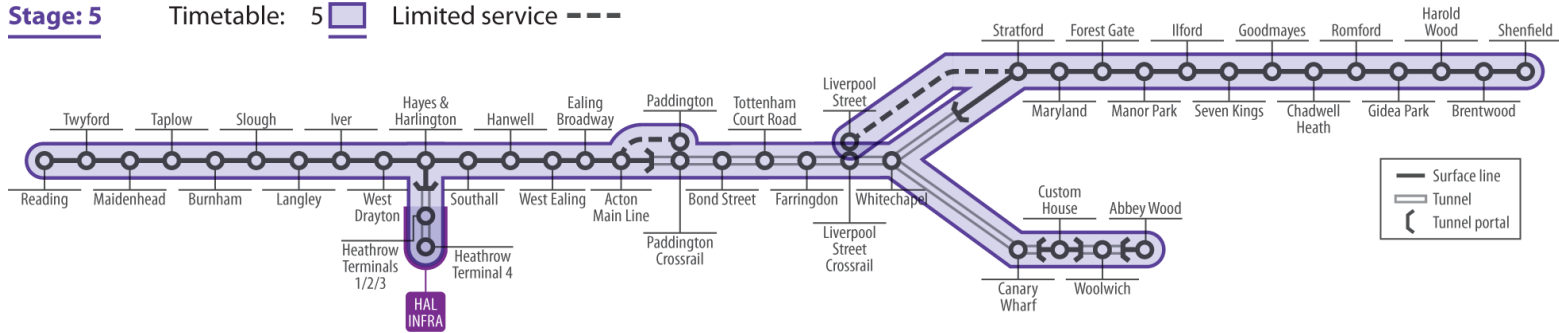 Stage: 5 Timetable: 5 Limited service
Stratford
Forest Gate
Ilford
Goodmayes
Romford
Harold
Wood
Shenfield
Maryland
Manor Park
Seven Kings
Chadwell
Heath
Gidea Park
Brentwood
Twyford
Taplow
Slough
Iver
Hayes &
Harlington
Hanwell
Ealing
Broadway
Paddington
Tottenham
Court Road
Liverpool
Street
Reading
Maidenhead
Burnham
Langley
West
Drayton
Southall
West Ealing
Acton
Main Line
Paddington
Crossrail
Bond Street
Farringdon
Liverpool
Street
Crossrail
Whitechapel
Heathrow
Terminals
1/2/3
Heathrow
Terminal 4
HAL
INFRA
Custom
House
Abbey Wood
Canary
Wharf
Woolwich
Surface line
Tunnel
Tunnel portal